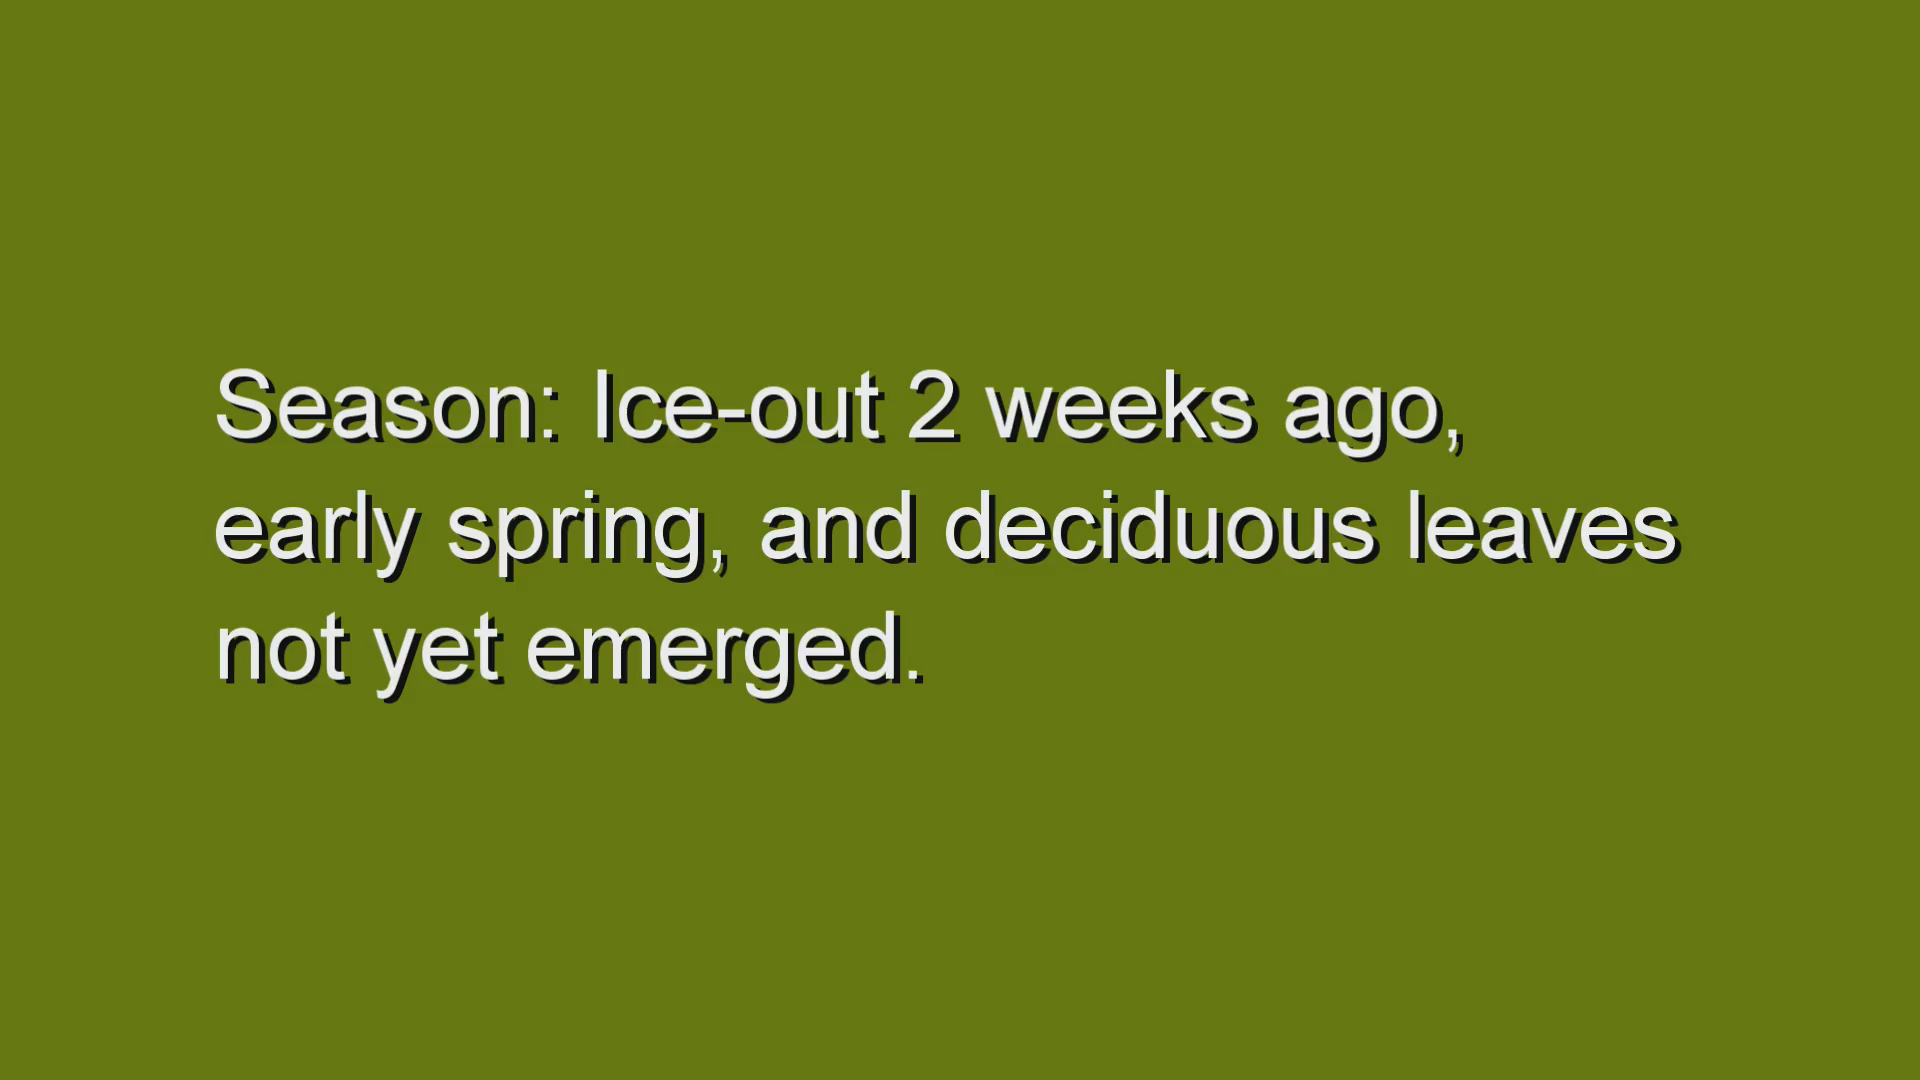 Season: Ice-out 2 weeks ago,
early spring, and deciduous leaves
not yet emerged.